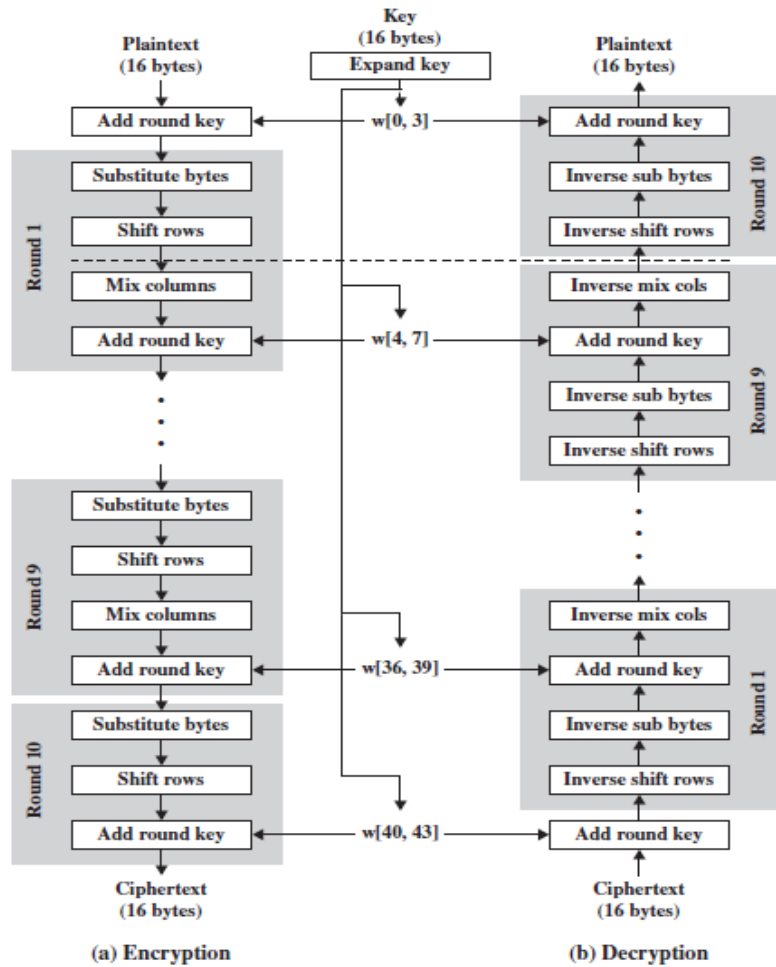 Key
(16 bytes)
Expand key
Plaintext
(16 bytes)
Add round key
Round 1
Substitute bytes
Shift rows
Mix columns
Add round key
Round 9
Substitute bytes
Shift rows
Mix columns
Add round key
Round 10
Substitute bytes
Shift rows
Add round key
Ciphertext
(16 bytes)
(a) Encryption
w[0, 3]
w[4, 7]
w[36, 39]
w[40, 43]
Plaintext
(16 bytes)
Add round key
Inverse sub bytes
Inverse shift rows
Round 10
Inverse mix cols
Add round key
Inverse sub bytes
Inverse shift rows
Round 9
Inverse mix cols
Add round key
Inverse sub bytes
Inverse shift rows
Round 1
Add round key
Ciphertext
(16 bytes)
(b) Decryption